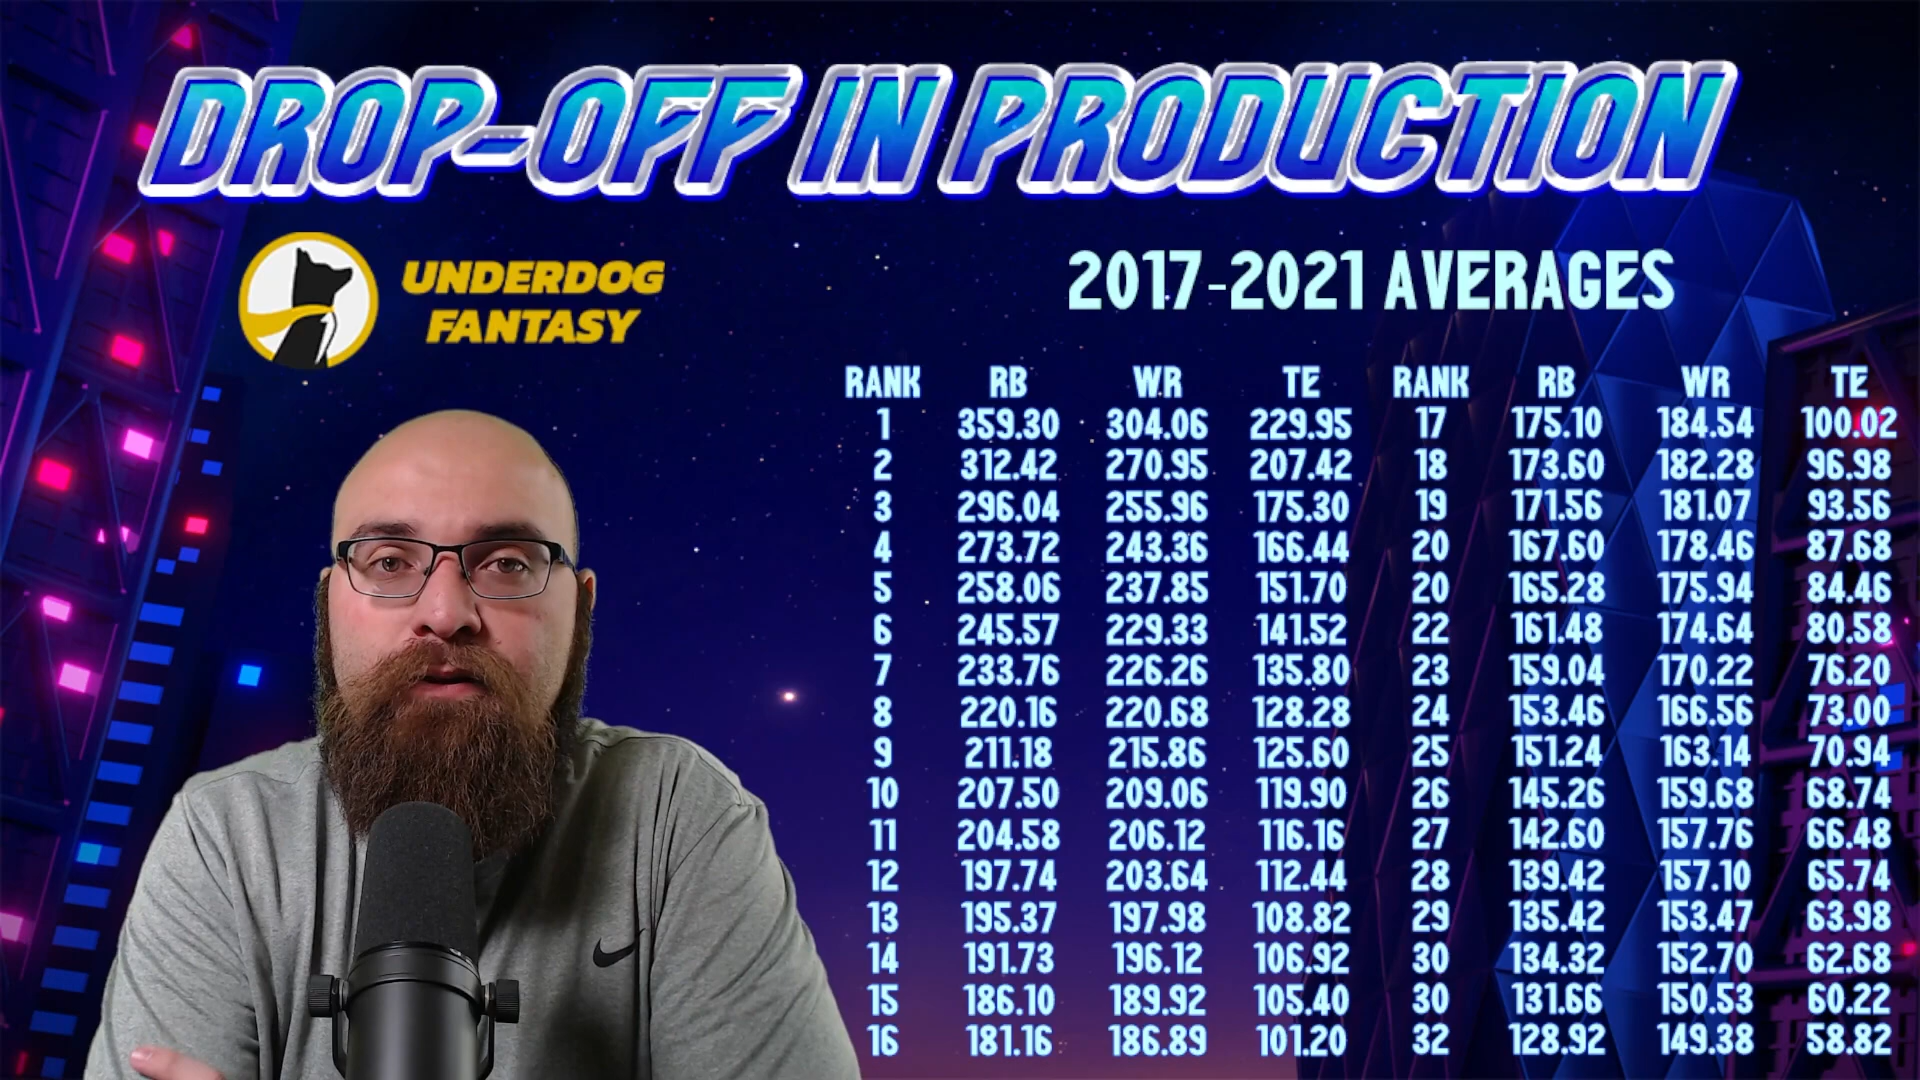 DROP-OFF IN PRODUCTION
UNDERDOG
FANTASY
2017-2021 AVERAGES
RANK RB WR TE RANK RB WR TE
1 359.30 304.06 229.95 17 175.10 184.54 100.02
2 312.42 270.95 207.42 18 173.60 182.28 96.98
3 296.04 255.96 175.30 19 171.56 181.07 93.56
4 273.72 243.36 166.44 20 167.60 178.46 87.68
5 258.06 237.85 151.70 20 165.28 175.94 84.46
6 245.57 229.33 141.52 22 161.48 174.64 80.58
7 233.76 226.26 135.80 23 159.04 170.22 76.20
8 220.16 220.68 128.28 24 153.46 166.56 73.00
9 211.18 215.86 125.60 25 151.24 163.14 70.94
10 207.50 209.06 119.90 26 145.26 159.68 68.74
11 204.58 206.12 116.16 27 142.60 157.76 66.48
12 197.74 203.64 112.44 28 139.42 157.10 65.74
13 195.37 197.98 108.82 29 135.42 153.47 63.98
14 191.73 196.12 106.92 30 134.32 152.70 62.68
15 186.10 189.92 105.40 30 131.66 150.53 60.22
16 181.16 186.89 101.20 32 128.92 149.38 58.82